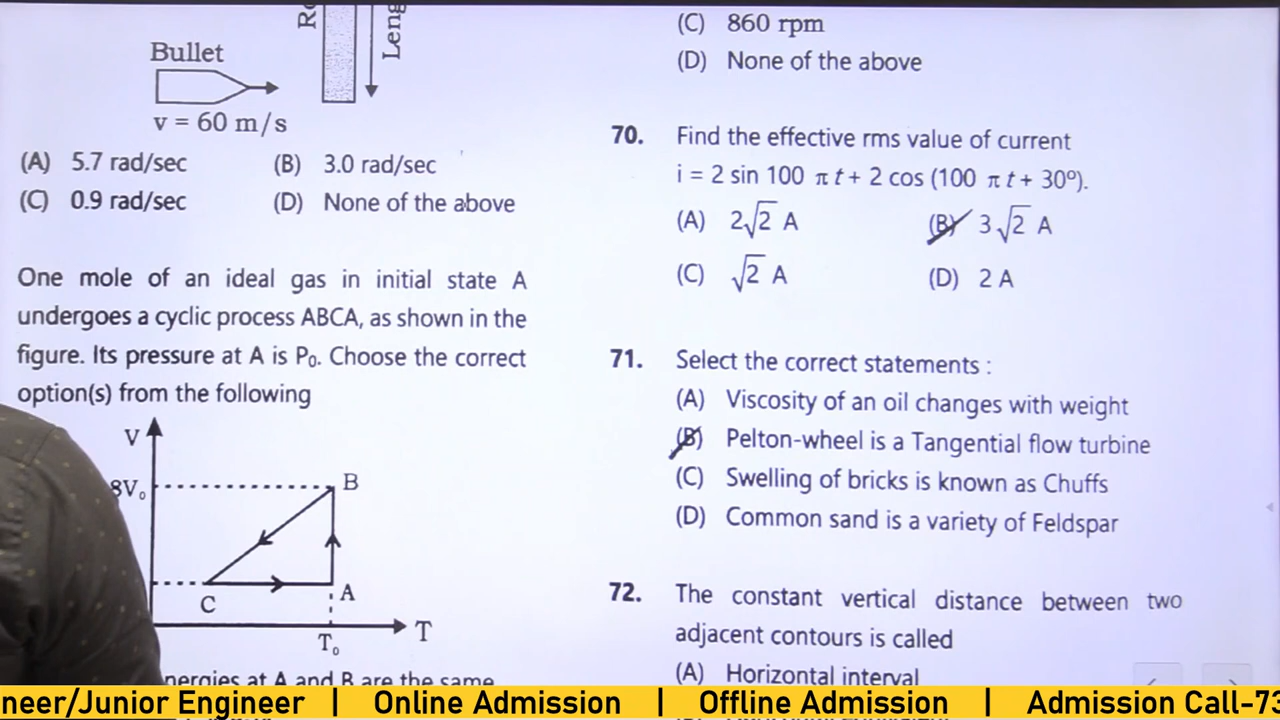 Bullet
v = 60 m/s
(A) 5.7 rad/sec (B) 3.0 rad/sec
(C) 0.9 rad/sec (D) None of the above
One mole of an ideal gas in initial state A
undergoes a cyclic process ABCA, as shown in the
figure. Its pressure at A is P₀. Choose the correct
option(s) from the following
V
8V₀
B
A
C
T
T₀
A and B are the same
(C) 860 rpm
(D) None of the above
70. Find the effective rms value of current
i = 2 sin 100 π t + 2 cos (100 π t + 30º).
(A) 2√2 A (B) 3√2 A
(C) √2 A (D) 2 A
71. Select the correct statements :
(A) Viscosity of an oil changes with weight
(B) Pelton-wheel is a Tangential flow turbine
(C) Swelling of bricks is known as Chuffs
(D) Common sand is a variety of Feldspar
72. The constant vertical distance between two
adjacent contours is called
(A) Horizontal interval
neer/Junior Engineer | Online Admission | Offline Admission | Admission Call-73